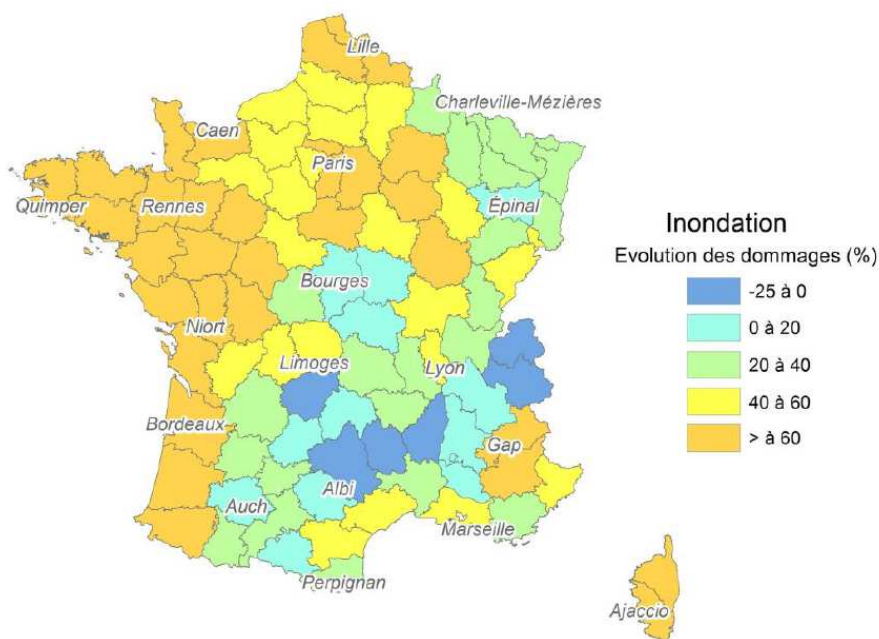 Lille
Charleville-Mézières
Caen
Paris
Quimper
Rennes
Épinal
Inondation
Evolution des dommages (%)
-25 à 0
0 à 20
20 à 40
40 à 60
> à 60
Bourges
Niort
Limoges
Lyon
Bordeaux
Gap
Auch
Albi
Marseille
Perpignan
Ajaccio